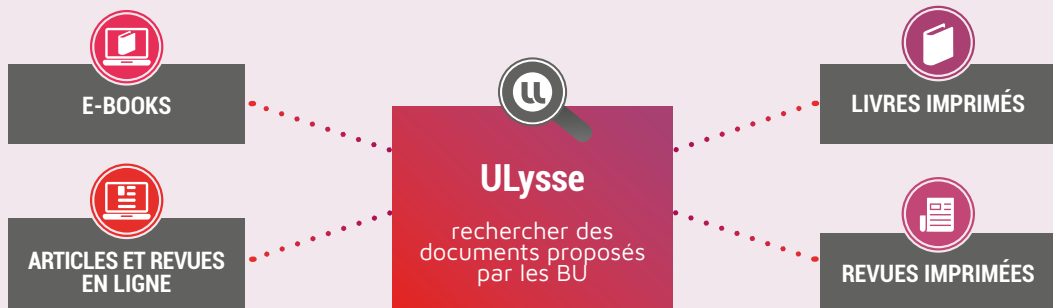 E-BOOKS
ARTICLES ET REVUES
EN LIGNE
ULysse
rechercher des
documents proposés
par les BU
LIVRES IMPRIMÉS
REVUES IMPRIMÉES